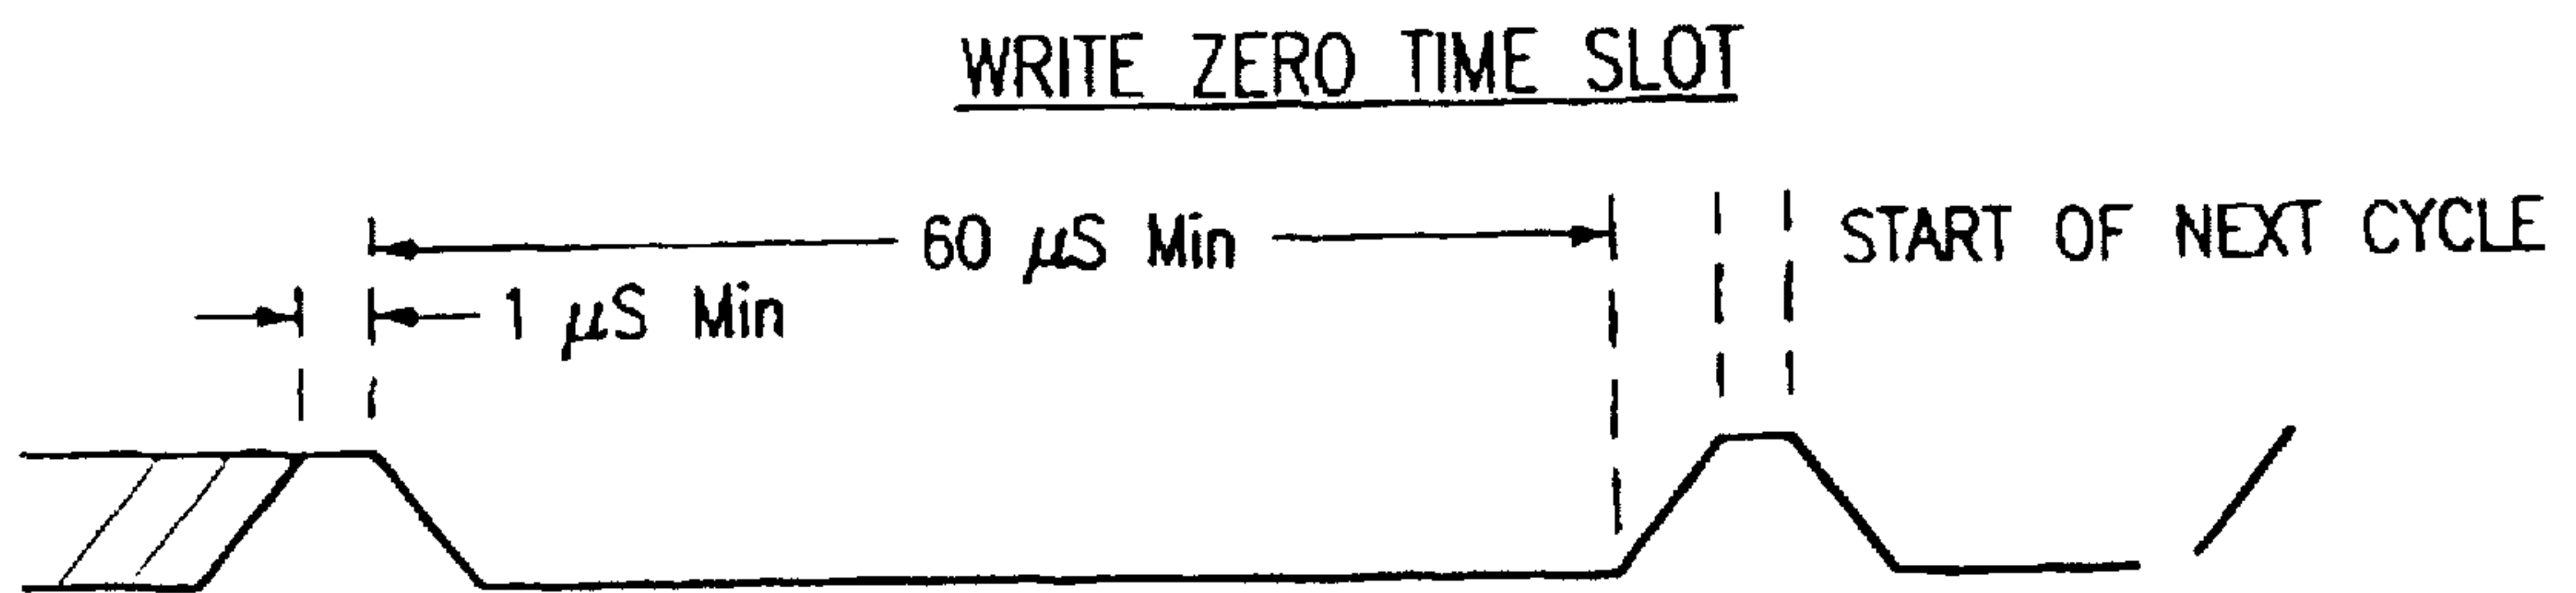 WRITE ZERO TIME SLOT
60 µS Min
START OF NEXT CYCLE
1 µS Min